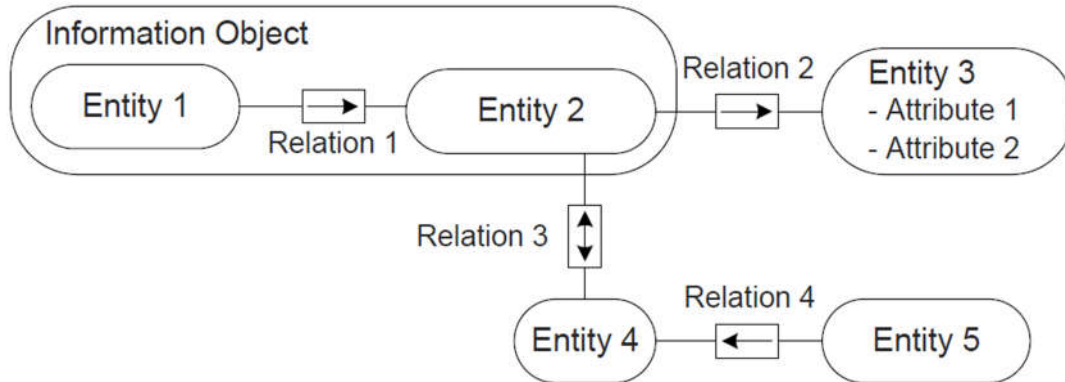 Information Object
Entity 1
Relation 1
Entity 2
Relation 2
Entity 3
- Attribute 1
- Attribute 2
Relation 3
Entity 4
Relation 4
Entity 5